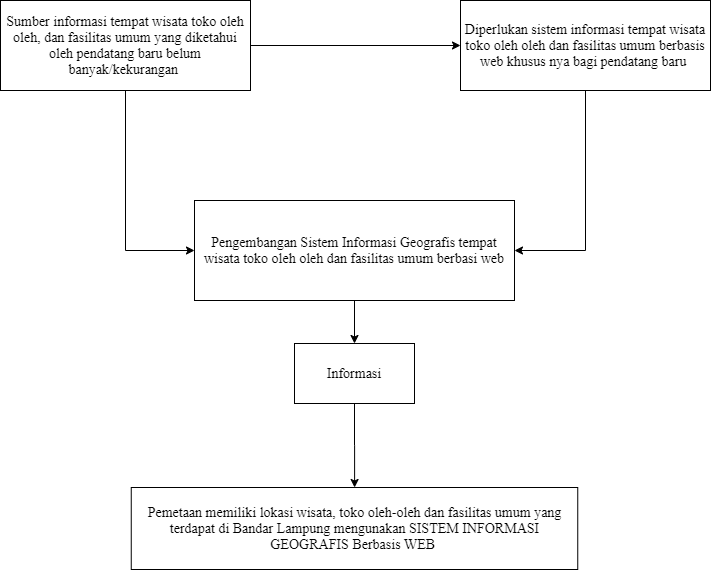 Sumber informasi tempat wisata toko oleh
oleh, dan fasilitas umum yang diketahui
oleh pendatang baru belum
banyak/kekurangan
Diperlukan sistem informasi tempat wisata
toko oleh oleh dan fasilitas umum berbasis
web khusus nya bagi pendatang baru
Pengembangan Sistem Informasi Geografis tempat
wisata toko oleh oleh dan fasilitas umum berbasi web
Informasi
Pemetaan memiliki lokasi wisata, toko oleh-oleh dan fasilitas umum yang
terdapat di Bandar Lampung mengunakan SISTEM INFORMASI
GEOGRAFIS Berbasis WEB